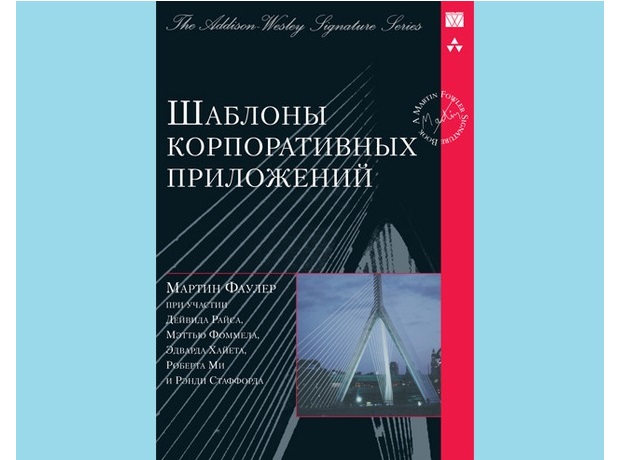 The Addison-Wesley Signature Series
A MARTIN FOWLER SIGNATURE BOOK
Martin
ШАБЛОНЫ
КОРПОРАТИВНЫХ
ПРИЛОЖЕНИЙ
МАРТИН ФАУЛЕР
ПРИ УЧАСТИИ
ДЕЙВИДА РАЙСА,
МЭТТЬЮ ФОММЕЛА,
ЭДВАРДА ХАЙЕТА,
РОБЕРТА МИ
И РЭНДИ СТАФФОРДА